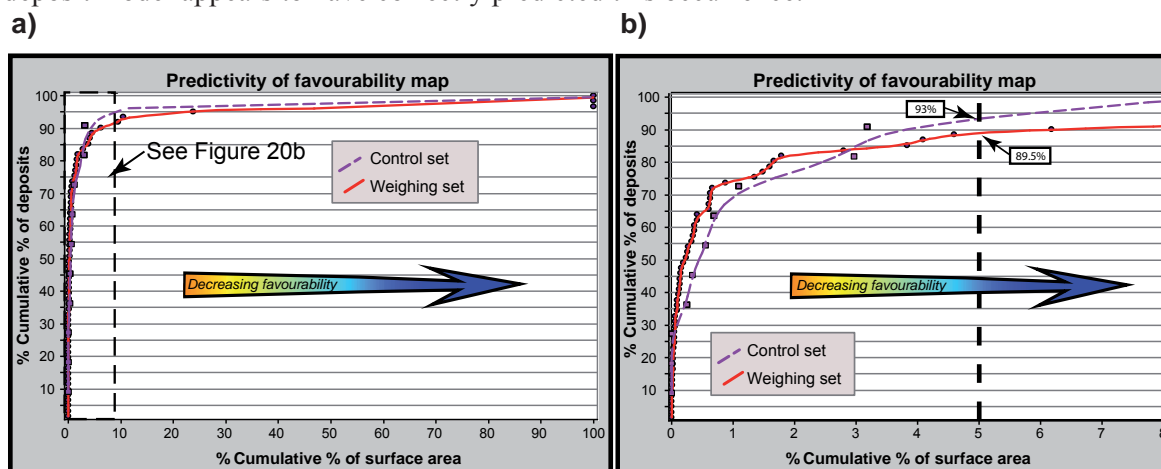 deposit model appears to have correctly predicted this occurrence.
a)
Predictivity of favourability map
% Cumulative % of deposits
100
90
80
70
60
50
40
30
20
10
See Figure 20b
Control set
Weighing set
Decreasing favourability
0 10 20 30 40 50 60 70 80 90 100
% Cumulative % of surface area
b)
Predictivity of favourability map
% Cumulative % of deposits
100
90
80
70
60
50
40
30
20
10
93%
89.5%
Decreasing favourability
Control set
Weighing set
0 1 2 3 4 5 6 7 8
% Cumulative % of surface area